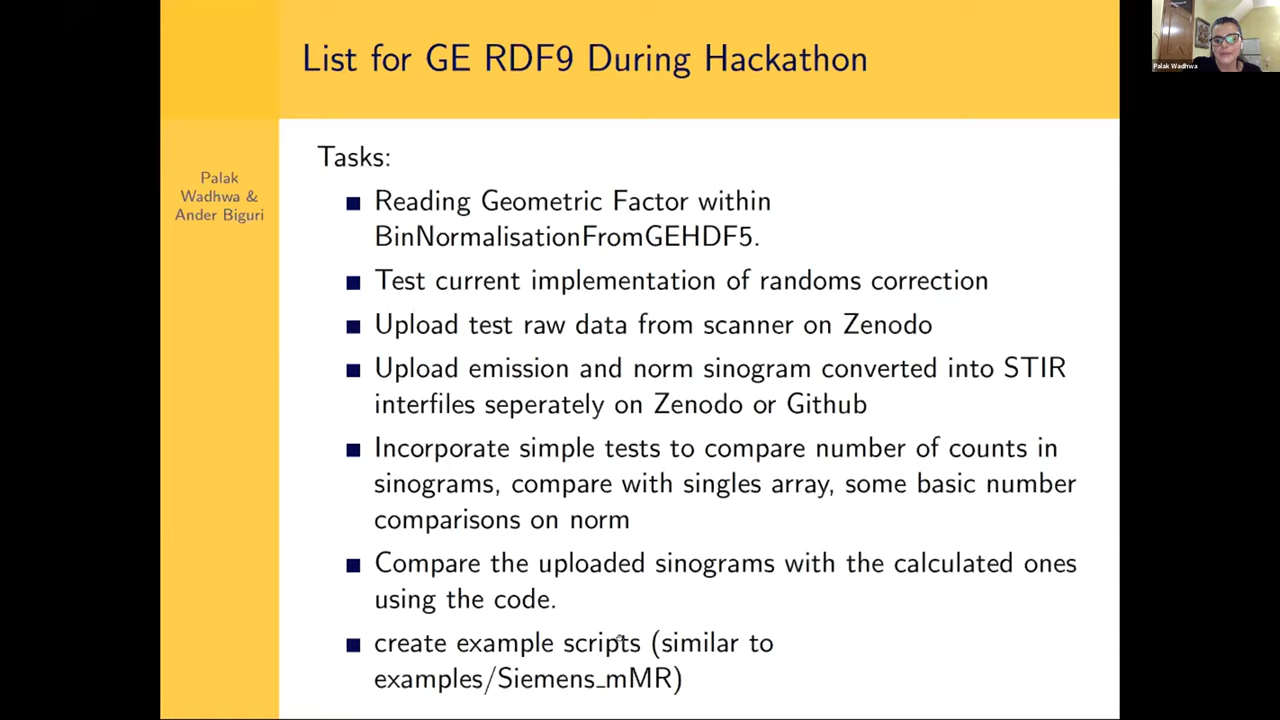 List for GE RDF9 During Hackathon
Palak Wadhwa
Palak
Wadhwa &
Ander Biguri
Tasks:
Reading Geometric Factor within
BinNormalisationFromGEHDF5.
Test current implementation of randoms correction
Upload test raw data from scanner on Zenodo
Upload emission and norm sinogram converted into STIR
interfiles seperately on Zenodo or Github
Incorporate simple tests to compare number of counts in
sinograms, compare with singles array, some basic number
comparisons on norm
Compare the uploaded sinograms with the calculated ones
using the code.
create example scripts (similar to
examples/Siemens_mMR)